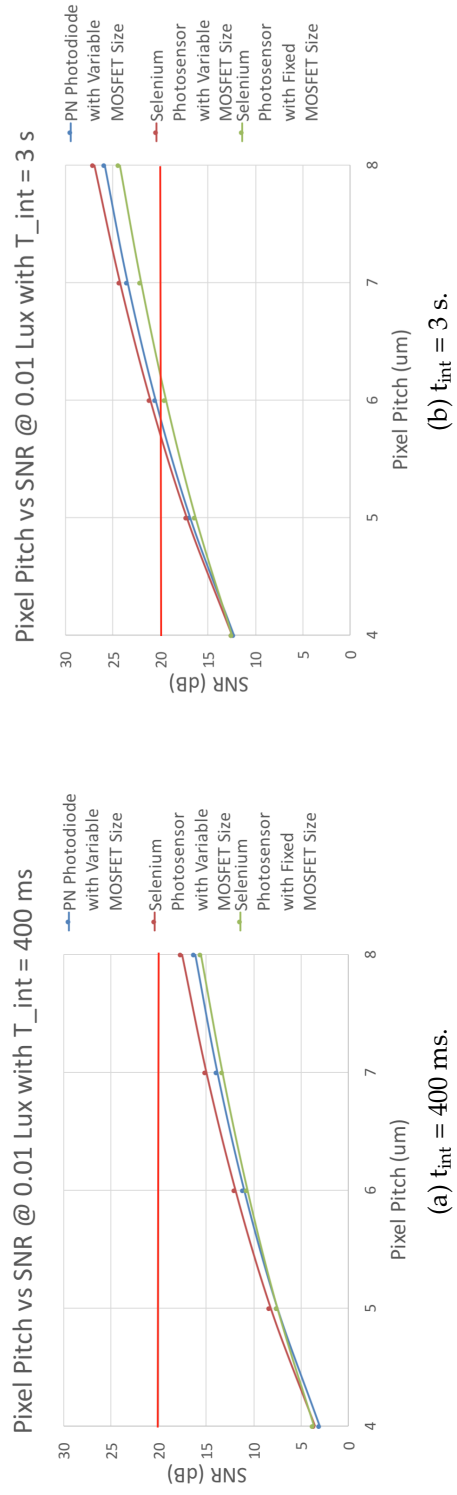 Pixel Pitch vs SNR @ 0.01 Lux with T_int = 400 ms
30
25
20
15
10
5
0
SNR (dB)
4
5
6
7
8
Pixel Pitch (um)
PN Photodiode
with Variable
MOSFET Size
Selenium
Photosensor
with Variable
MOSFET Size
Selenium
Photosensor
with Fixed
MOSFET Size
(a) tint = 400 ms.
Pixel Pitch vs SNR @ 0.01 Lux with T_int = 3 s
30
25
20
15
10
5
0
SNR (dB)
4
5
6
7
8
Pixel Pitch (um)
PN Photodiode
with Variable
MOSFET Size
Selenium
Photosensor
with Variable
MOSFET Size
Selenium
Photosensor
with Fixed
MOSFET Size
(b) tint = 3 s.